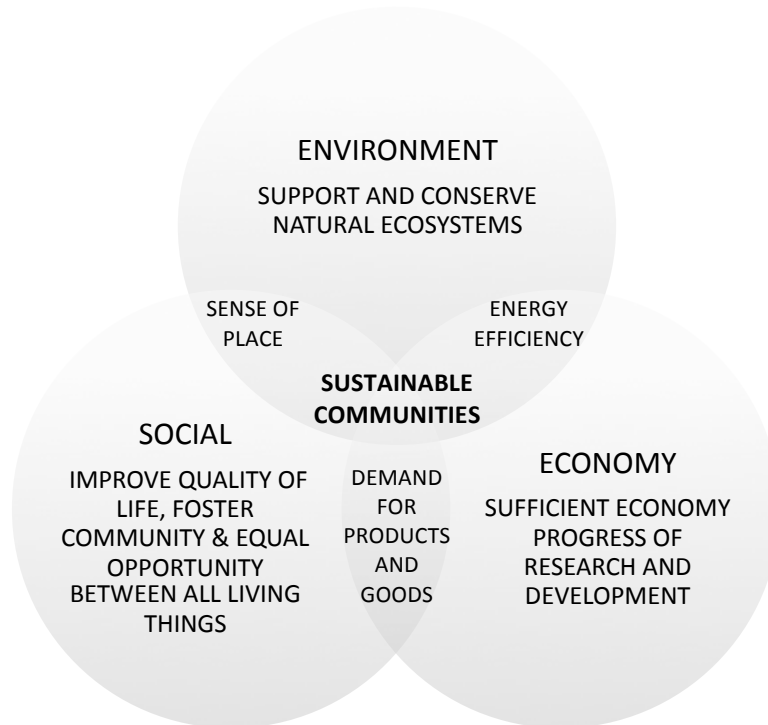 ENVIRONMENT
SUPPORT AND CONSERVE
NATURAL ECOSYSTEMS
SENSE OF
PLACE
ENERGY
EFFICIENCY
SUSTAINABLE
COMMUNITIES
SOCIAL
IMPROVE QUALITY OF
LIFE, FOSTER
COMMUNITY & EQUAL
OPPORTUNITY
BETWEEN ALL LIVING
THINGS
DEMAND
FOR
PRODUCTS
AND
GOODS
ECONOMY
SUFFICIENT ECONOMY
PROGRESS OF
RESEARCH AND
DEVELOPMENT